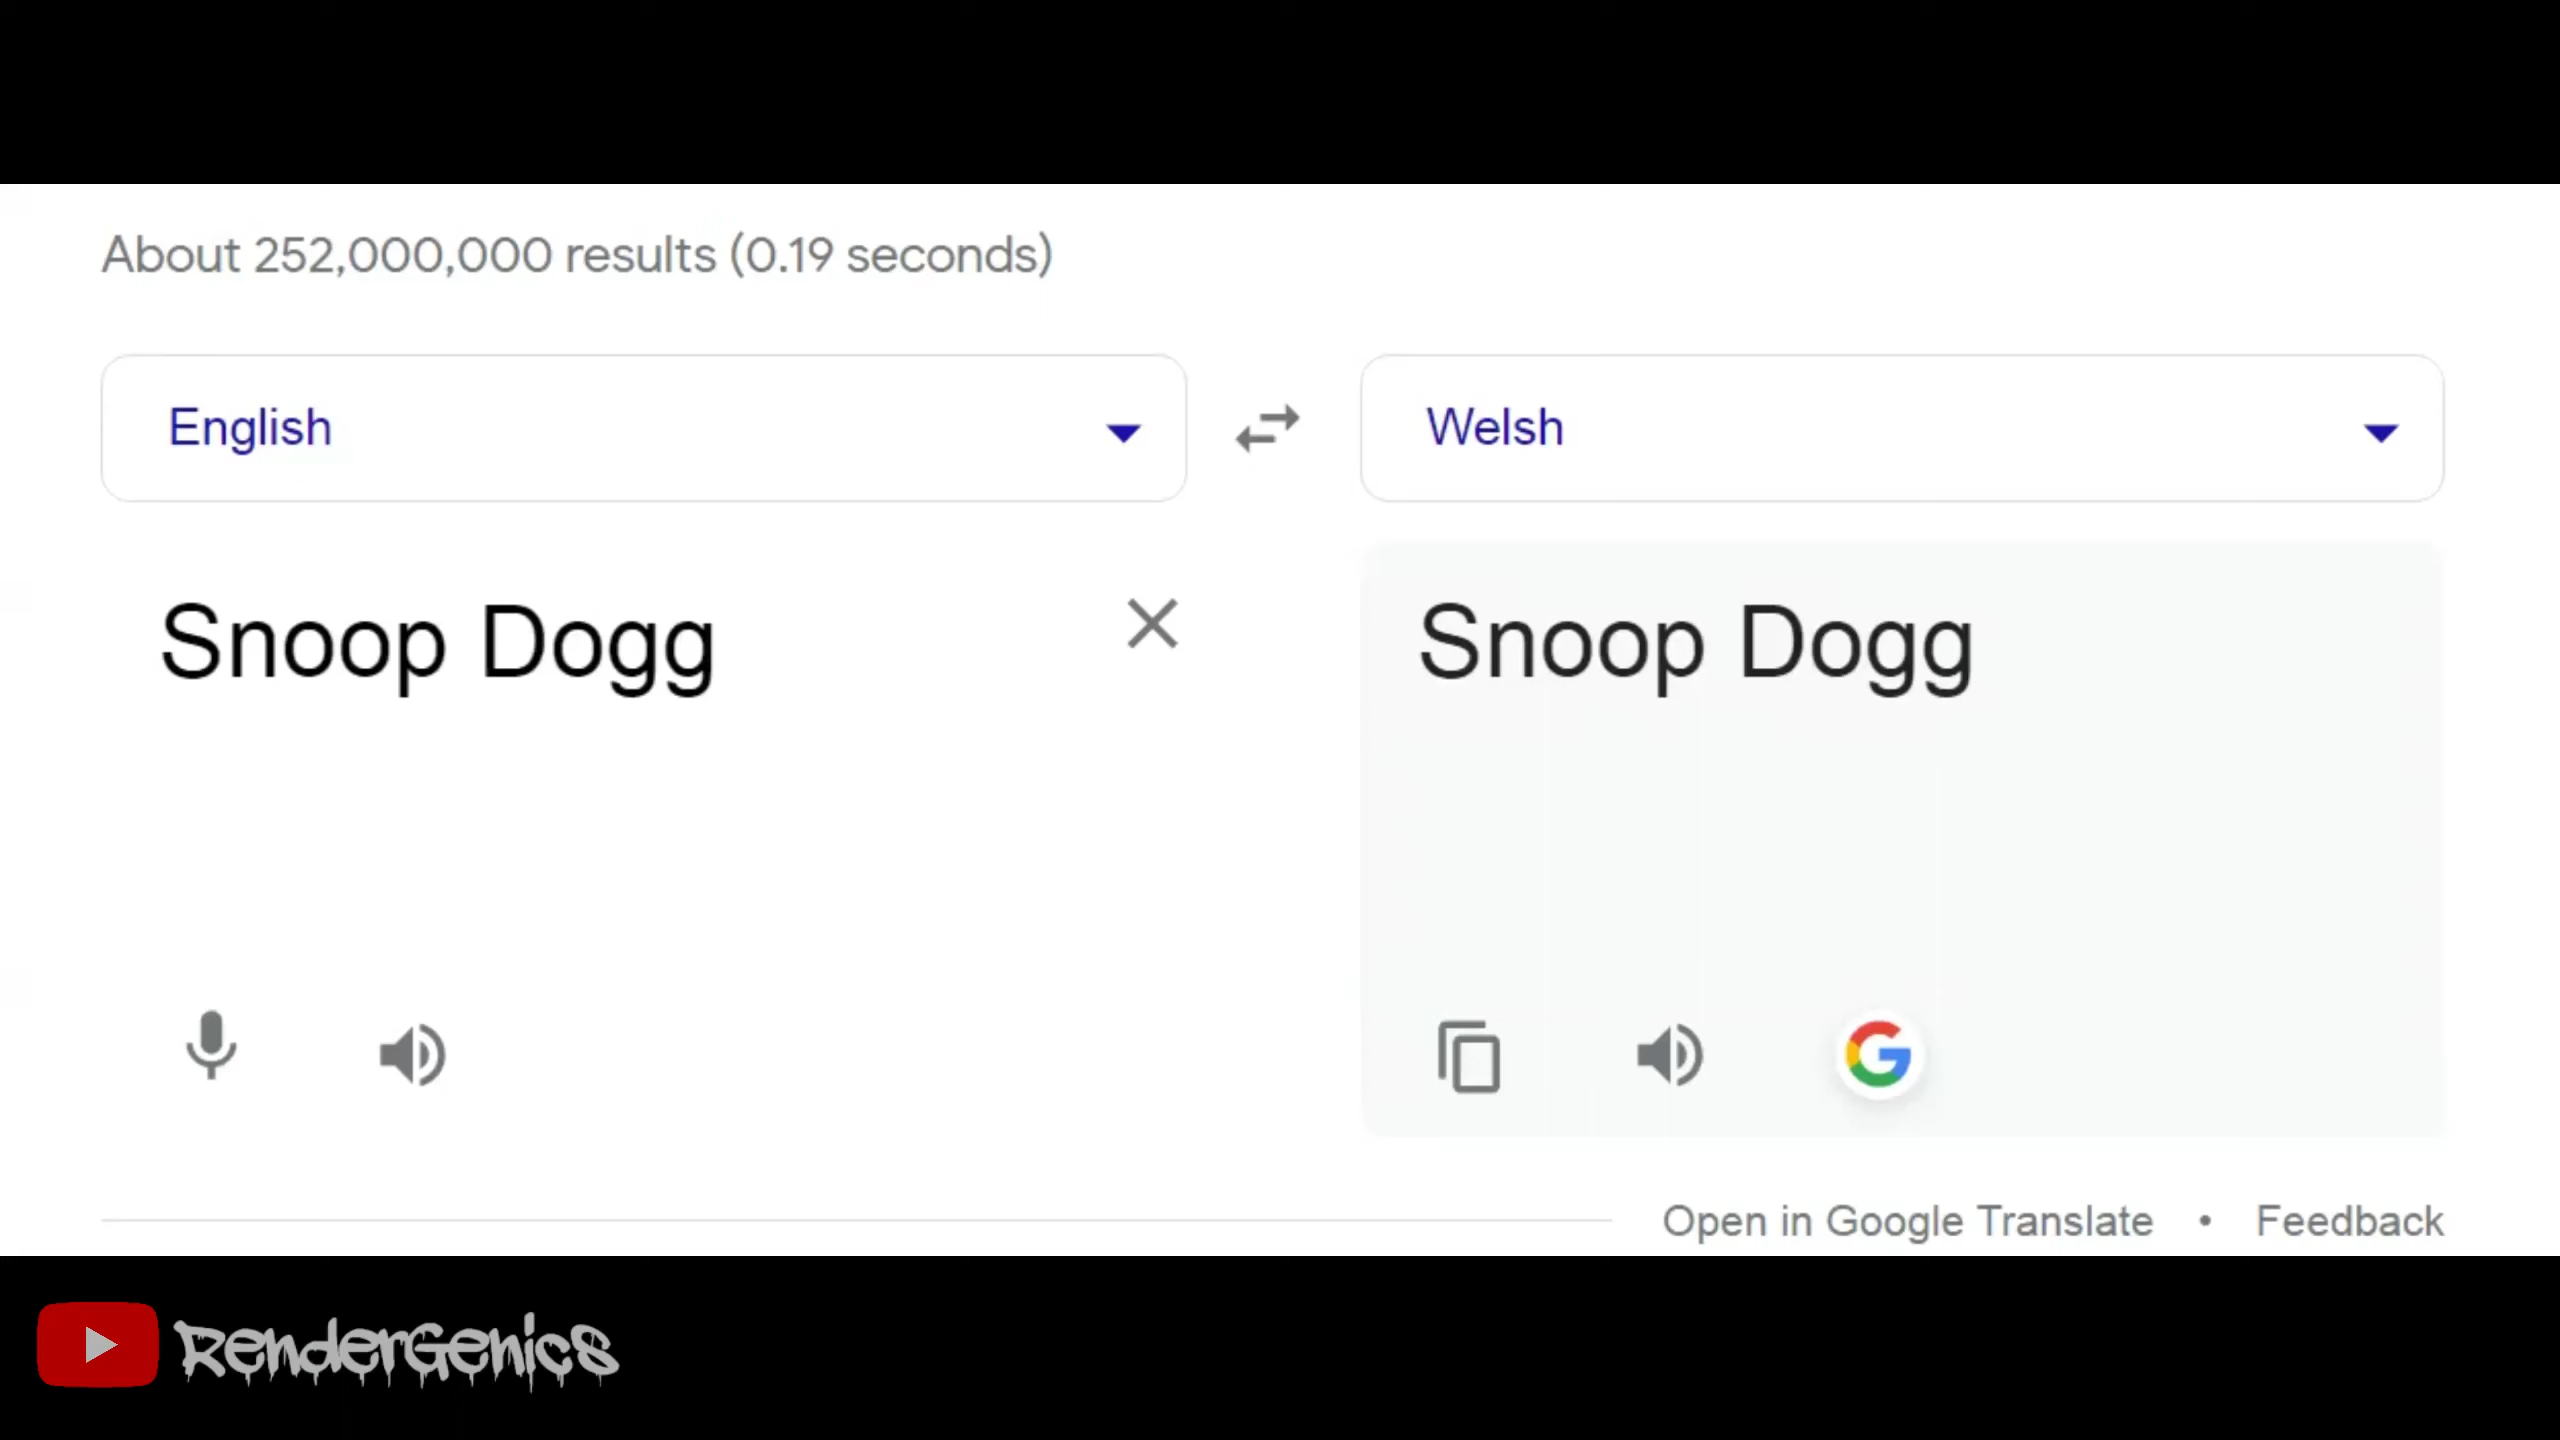 About 252,000,000 results (0.19 seconds)
English
Welsh
Snoop Dogg
Snoop Dogg
Open in Google Translate • Feedback
RenderGenics